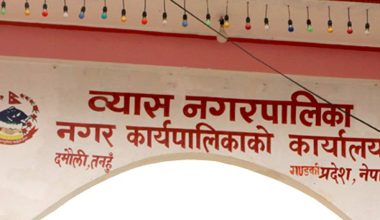 व्यास नगरपालिका
नगर कार्यपालिकाको कार्यालय
दमौली, तनहुँ
गण्डकी प्रदेश, नेपा